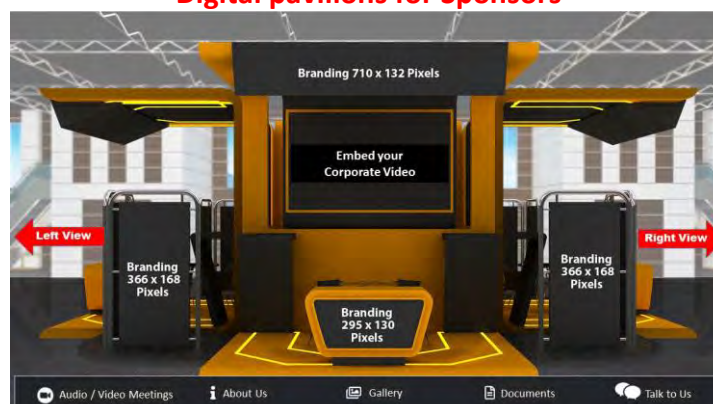 Digital pavilions for Sponsors
Branding 710 x 132 Pixels
Embed your
Corporate Video
Left View
Right View
Branding
366 x 168
Pixels
Branding
366 x 168
Pixels
Branding
295 x 130
Pixels
Audio / Video Meetings
About Us
Gallery
Documents
Talk to Us